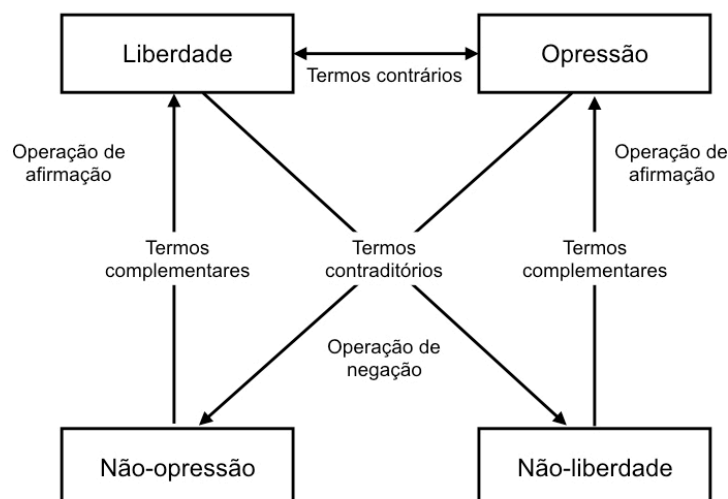 Liberdade
Opressão
Termos contrários
Operação de
afirmação
Operação de
afirmação
Termos
complementares
Termos
contraditórios
Termos
complementares
Operação de
negação
Não-opressão
Não-liberdade